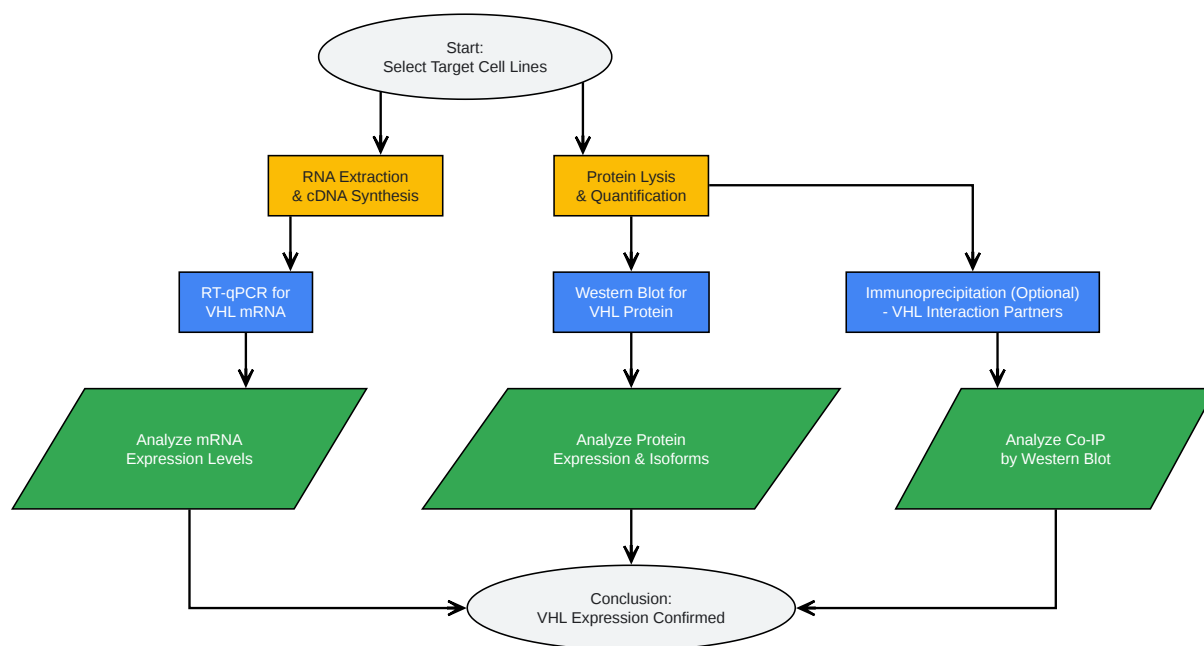 Start:
Select Target Cell Lines
RNA Extraction
& cDNA Synthesis
Protein Lysis
& Quantification
RT-qPCR for
VHL mRNA
Western Blot for
VHL Protein
Immunoprecipitation (Optional)
- VHL Interaction Partners
Analyze mRNA
Expression Levels
Analyze Protein
Expression & Isoforms
Analyze Co-IP
by Western Blot
Conclusion:
VHL Expression Confirmed